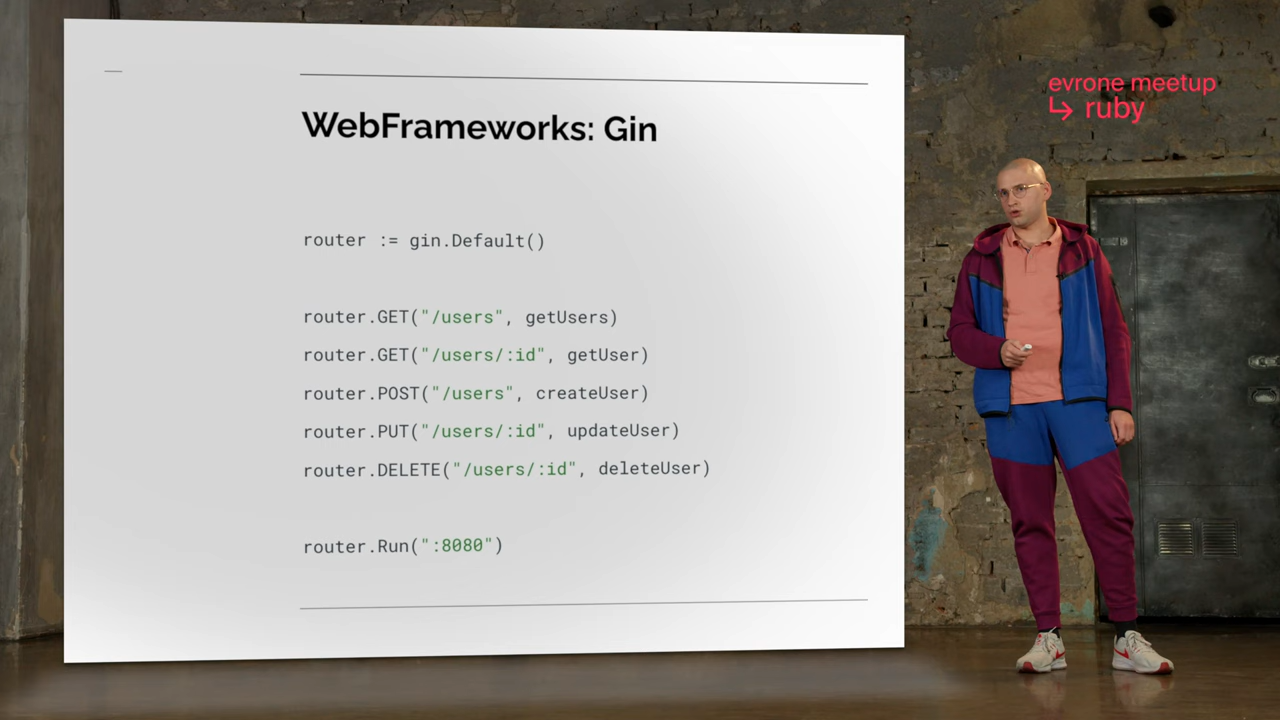 WebFrameworks: Gin
router := gin.Default()
router.GET("/users", getUsers)
router.GET("/users/:id", getUser)
router.POST("/users", createUser)
router.PUT("/users/:id", updateUser)
router.DELETE("/users/:id", deleteUser)
router.Run(":8080")
evrone meetup
↳ ruby